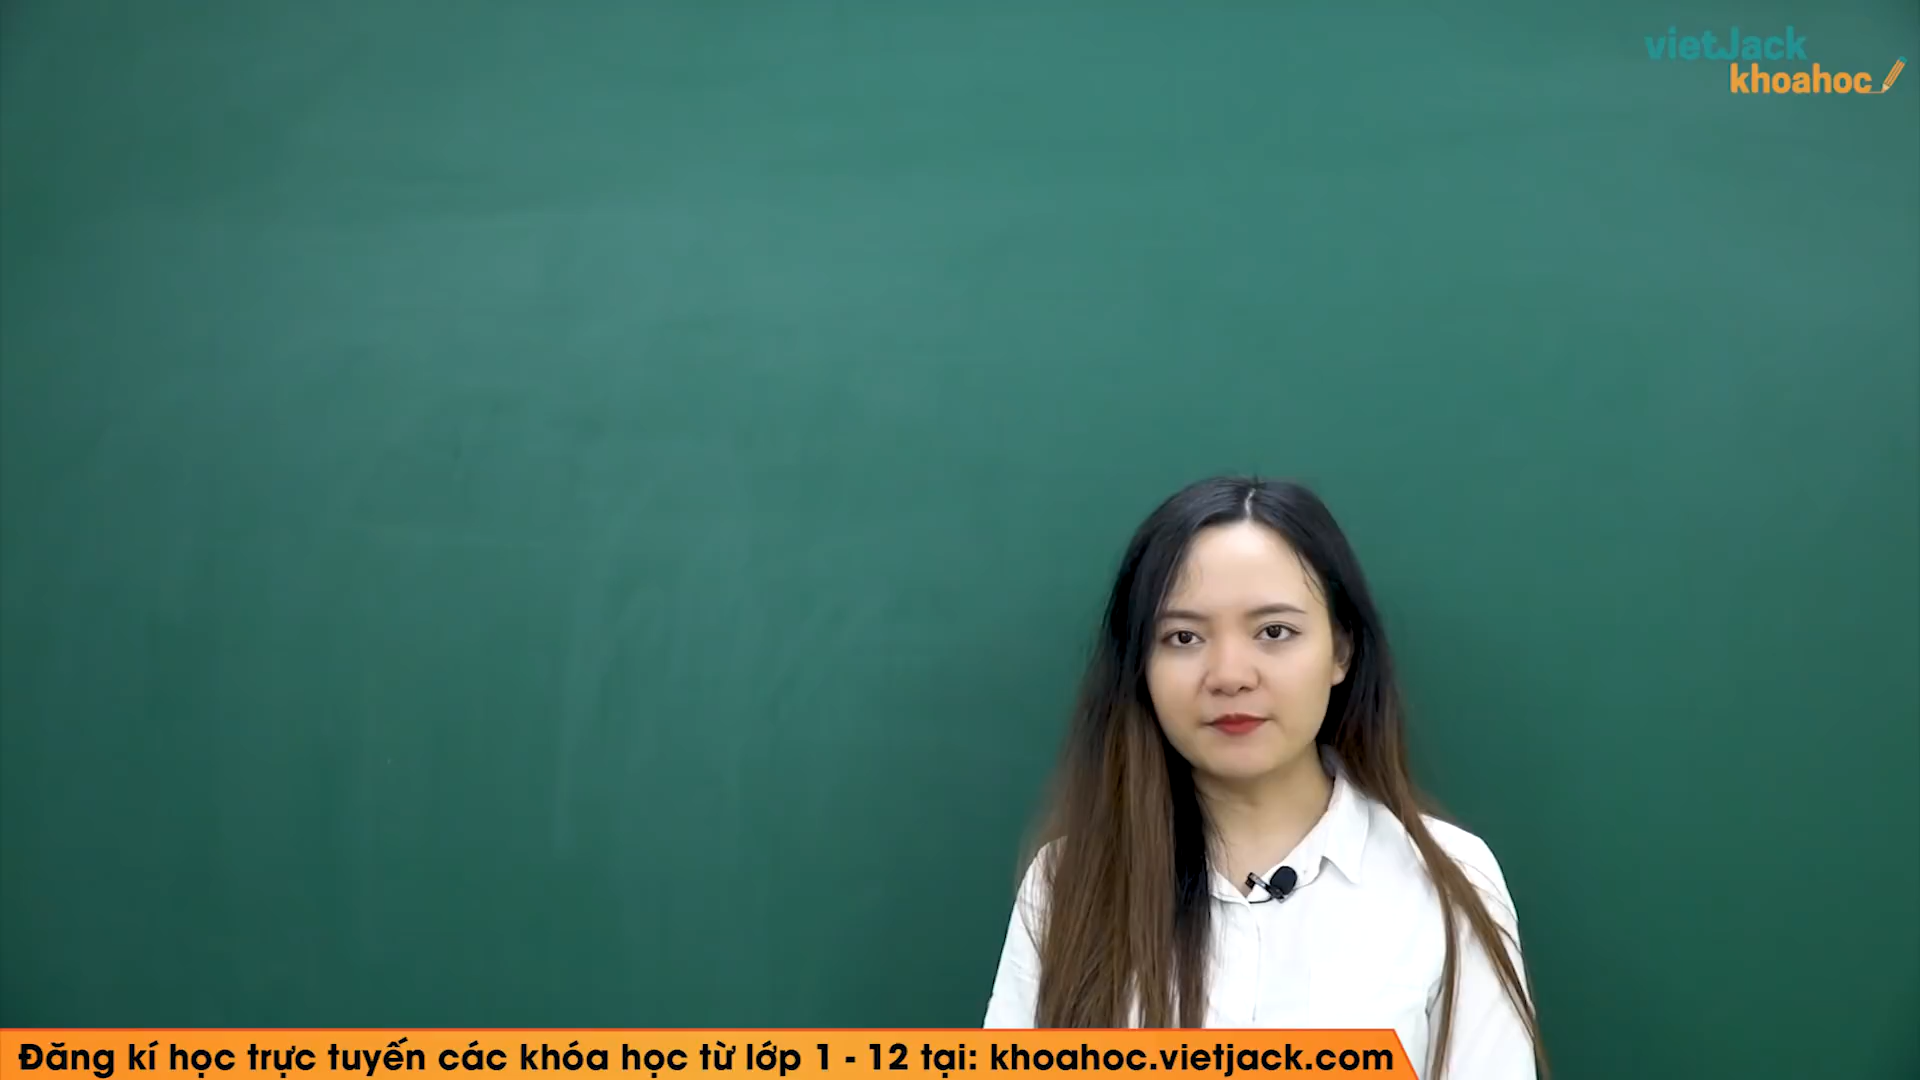 vietJack
khoahoc
Đăng kí học trực tuyến các khóa học từ lớp 1 - 12 tại: khoahoc.vietjack.com